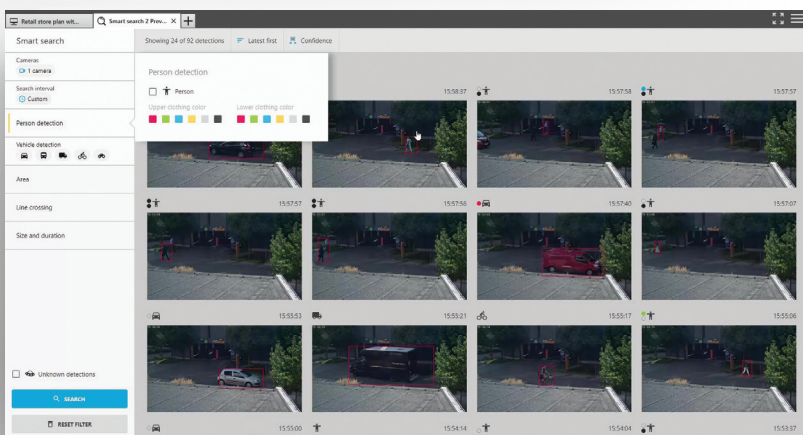 Retail store plan wit...
Smart search 2 Prev...
Smart search
Showing 24 of 92 detections
Latest first
Confidence
Cameras
1 camera
Search interval
Custom
Person detection
Vehicle detection
Area
Line crossing
Size and duration
Unknown detections
SEARCH
RESET FILTER
Person detection
Person
Upper clothing color
Lower clothing color
15:58:37
15:57:58
15:57:57
15:57:57
15:57:56
15:57:40
15:57:07
15:55:53
15:55:21
15:55:17
15:55:06
15:55:00
15:54:14
15:54:04
15:53:37